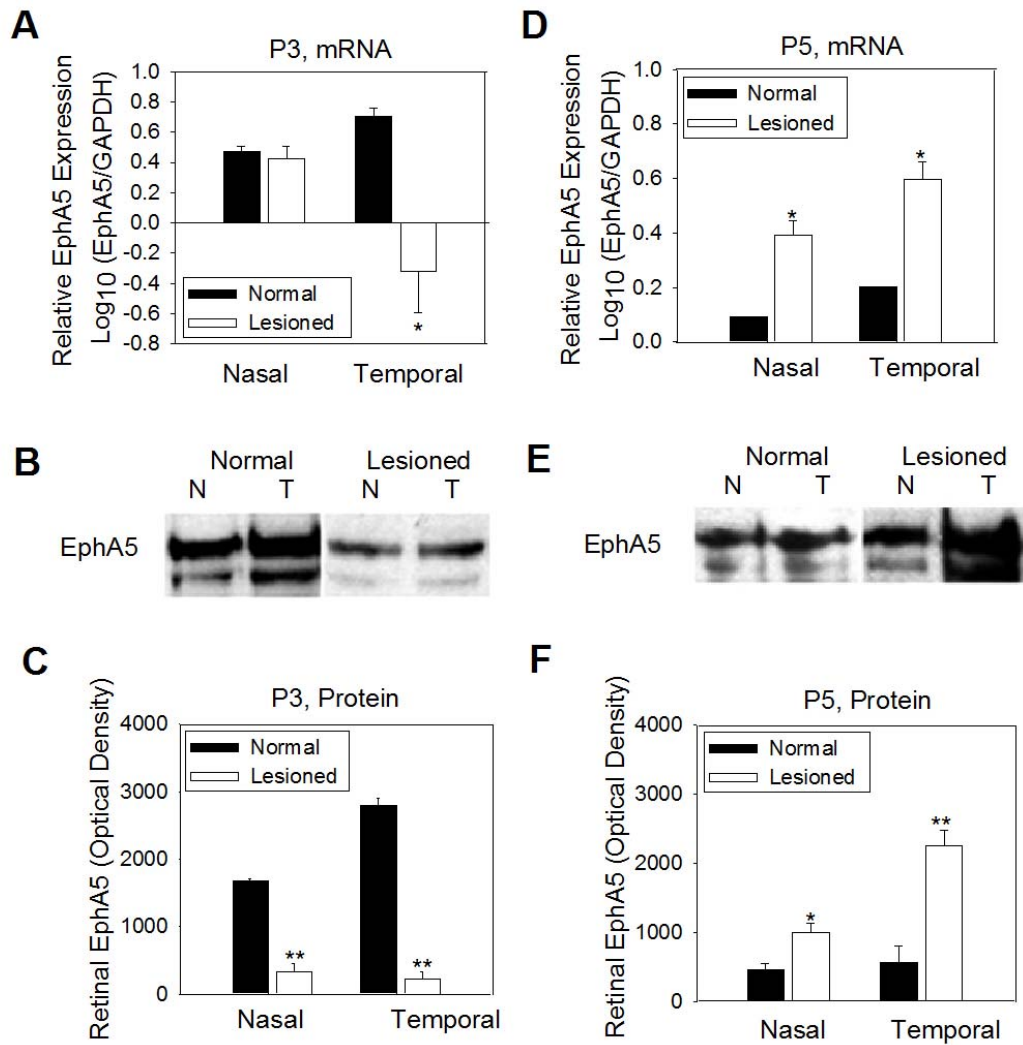 A
P3, mRNA
Relative EphA5 Expression
Log10 (EphA5/GAPDH)
1.0
0.8
0.6
0.4
0.2
0.0
-0.2
-0.4
-0.6
-0.8
Normal
Lesioned
*
Nasal Temporal
D
P5, mRNA
Relative EphA5 Expression
Log10 (EphA5/GAPDH)
1.0
0.8
0.6
0.4
0.2
0.0
Normal
Lesioned
*
*
Nasal Temporal
B
Normal Lesioned
N T N T
EphA5
E
Normal Lesioned
N T N T
EphA5
C
P3, Protein
Retinal EphA5 (Optical Density)
4000
3000
2000
1000
0
Normal
Lesioned
**
**
Nasal Temporal
F
P5, Protein
Retinal EphA5 (Optical Density)
4000
3000
2000
1000
0
Normal
Lesioned
*
**
Nasal Temporal